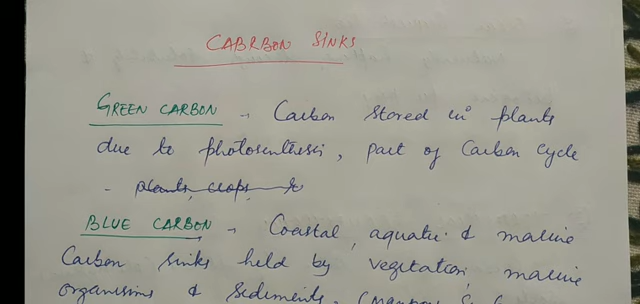 CABRBON SINKS
GREEN CARBON - Carbon stored in plants
due to photosenthesis, part of Carbon Cycle
- plants, crops, &
BLUE CARBON - Coastal, aquatic & marine
Carbon sinks held by vegetation, marine
organisms & sediments.